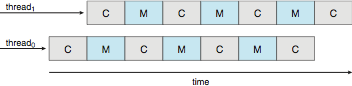 thread₁
C M C M C M C
thread₀
C M C M C M C
time